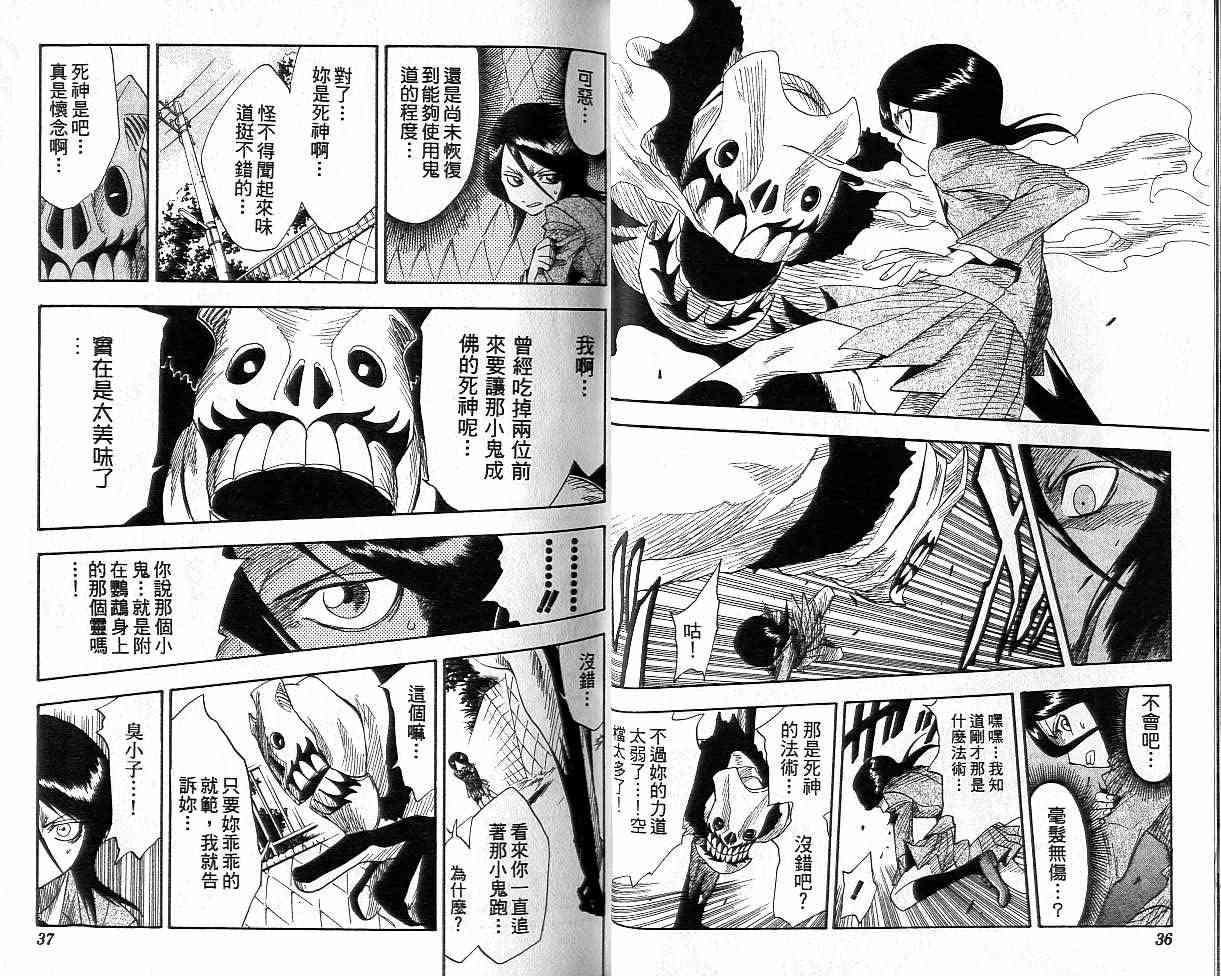 咕！
不會吧…
毫髮無傷…？
嘿嘿…我知
道剛才那是
什麼法術…
！
那是死神
的法術…
沒錯吧？
不過妳的力道
太弱了…！空
檔太多了！
36
可惡…
還是尚未恢復
到能夠使用鬼
道的程度…
對了…
妳是死神啊…
怪不得聞起來味
道挺不錯的…
死神是吧…
真是懷念啊…
我啊…
曾經吃掉兩位前
來要讓那小鬼成
佛的死神呢…
實在是太美味了
…
……!!
你說那個小
鬼…就是附
在鸚鵡身上
的那個靈嗎
…！
沒錯…
看來你一直追
著那小鬼跑…
為什麼？
這個嘛…
只要妳乖乖的
就範，我就告
訴妳…
臭小子…！
37